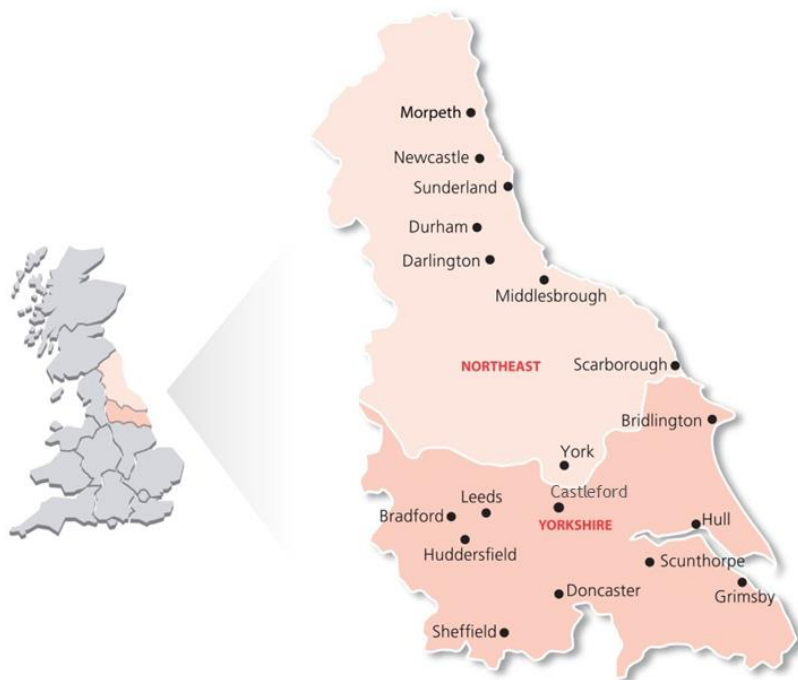 Morpeth
Newcastle
Sunderland
Durham
Darlington
Middlesbrough
NORTHEAST
Scarborough
Bridlington
York
Castleford
Leeds
Bradford
YORKSHIRE
Hull
Huddersfield
Scunthorpe
Doncaster
Grimsby
Sheffield